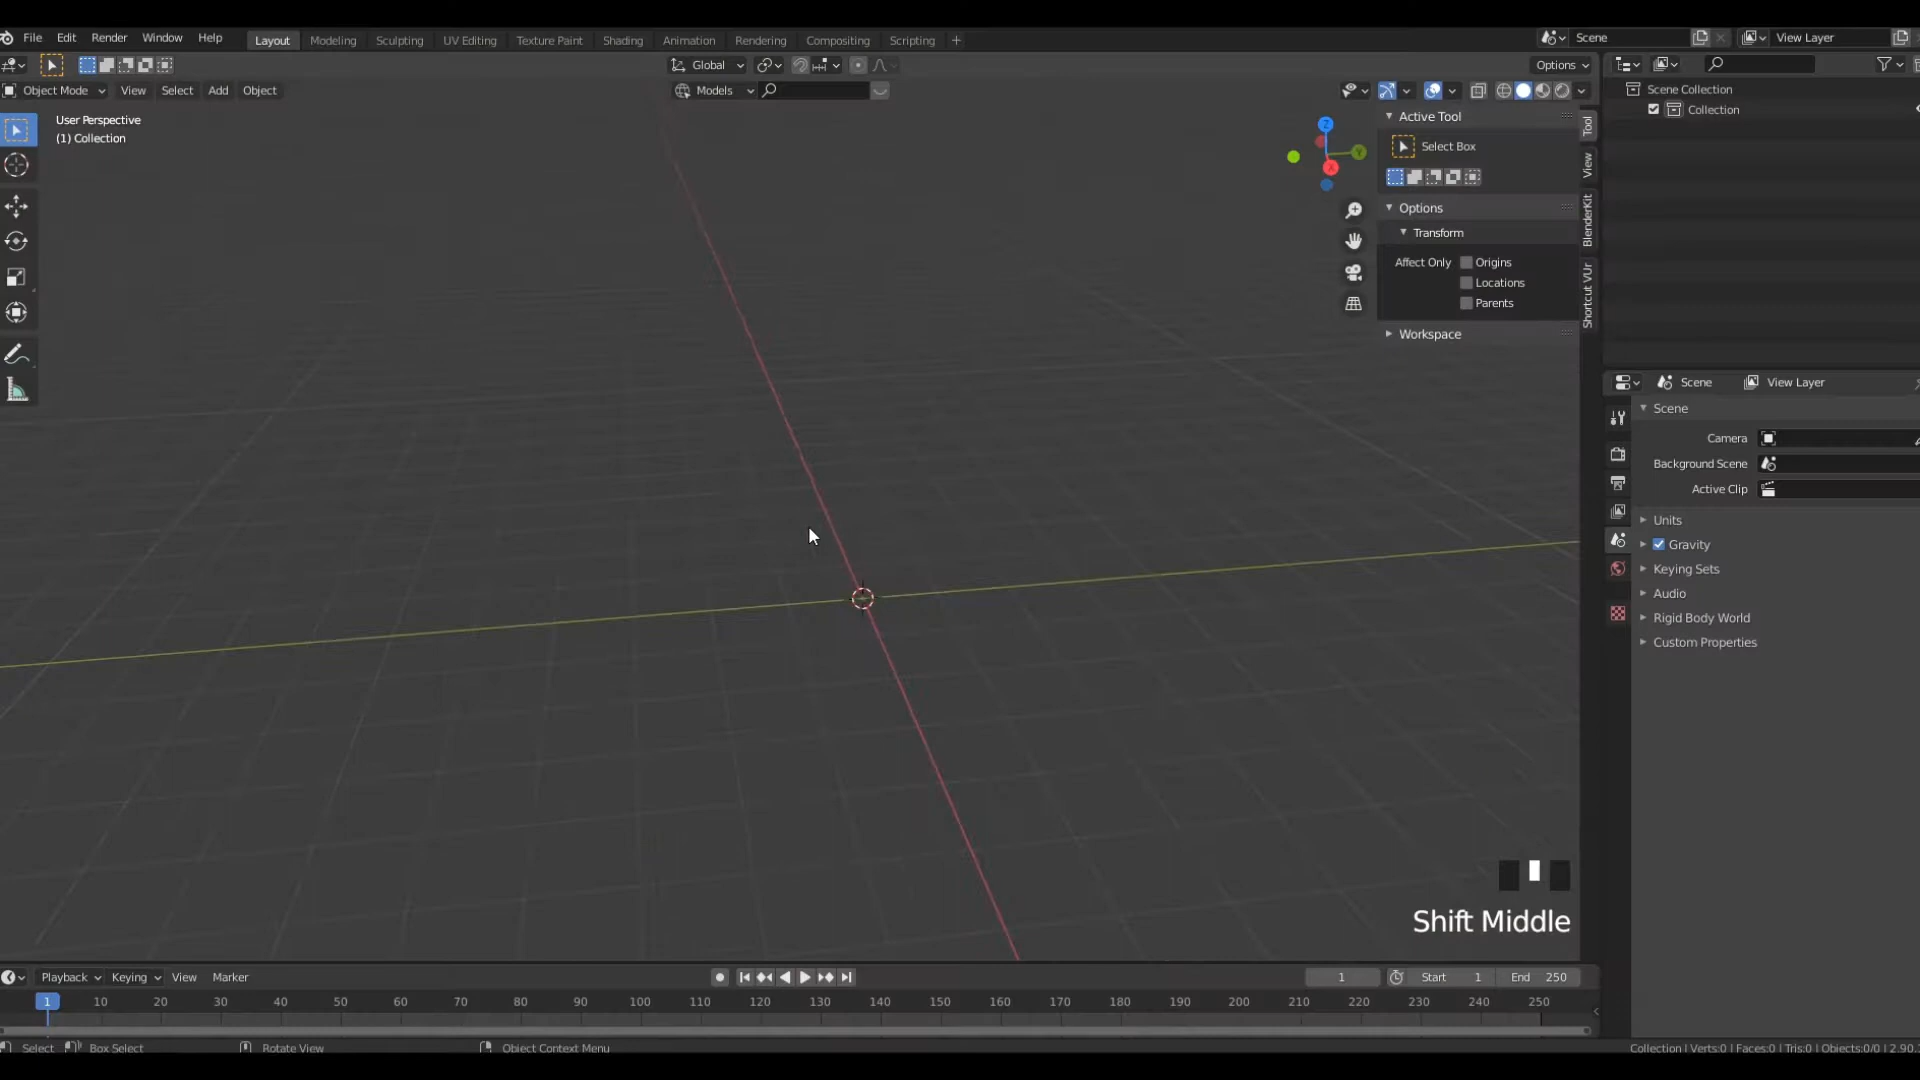 File Edit Render Window Help Layout Modeling Sculpting UV Editing Texture Paint Shading Animation Rendering Compositing Scripting + Scene View Layer
Global Options
Object Mode View Select Add Object Models
User Perspective
(1) Collection
Active Tool
Select Box
Options
Transform
Affect Only Origins
Locations
Parents
Workspace
Tool
View
BlenderKit
Shortcut VUr
Z
Y
X
Scene Collection
Collection
Scene View Layer
Scene
Camera
Background Scene
Active Clip
Units
Gravity
Keying Sets
Audio
Rigid Body World
Custom Properties
Shift Middle
Playback Keying View Marker 1 Start 1 End 250
1 10 20 30 40 50 60 70 80 90 100 110 120 130 140 150 160 170 180 190 200 210 220 230 240 250
Select Box Select Rotate View Object Context Menu Collection | Verts:0 | Faces:0 | Tris:0 | Objects:0/0 | 2.90.